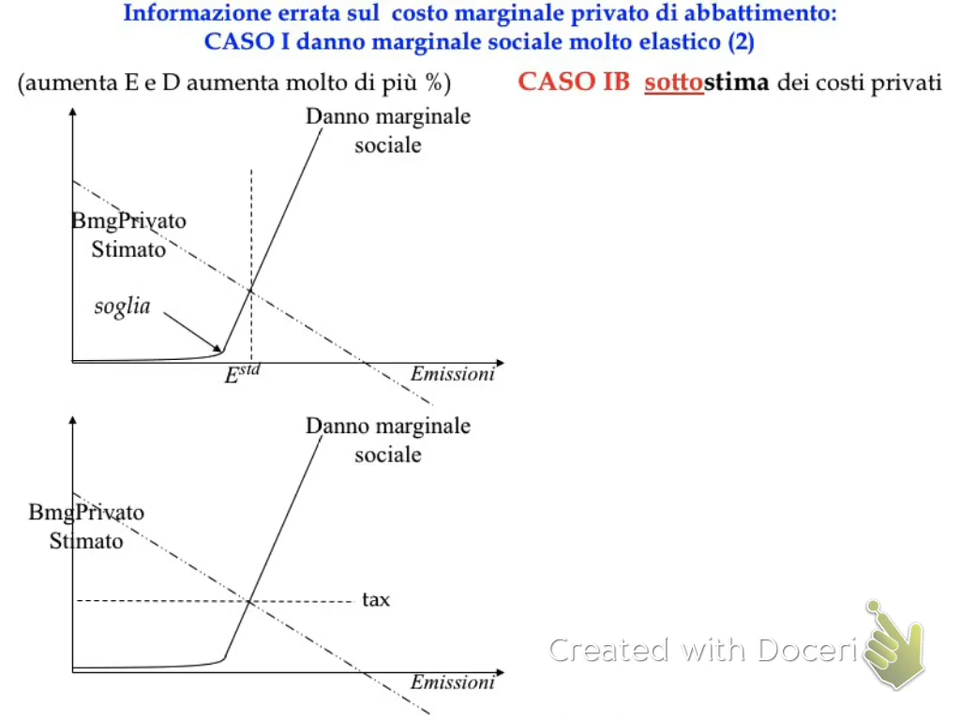 Informazione errata sul costo marginale privato di abbattimento:
CASO I danno marginale sociale molto elastico (2)
(aumenta E e D aumenta molto di più %)
CASO IB sottostima dei costi privati
Danno marginale
sociale
BmgPrivato
Stimato
soglia
E^std
Emissioni
Danno marginale
sociale
BmgPrivato
Stimato
tax
Emissioni
Created with Doceri